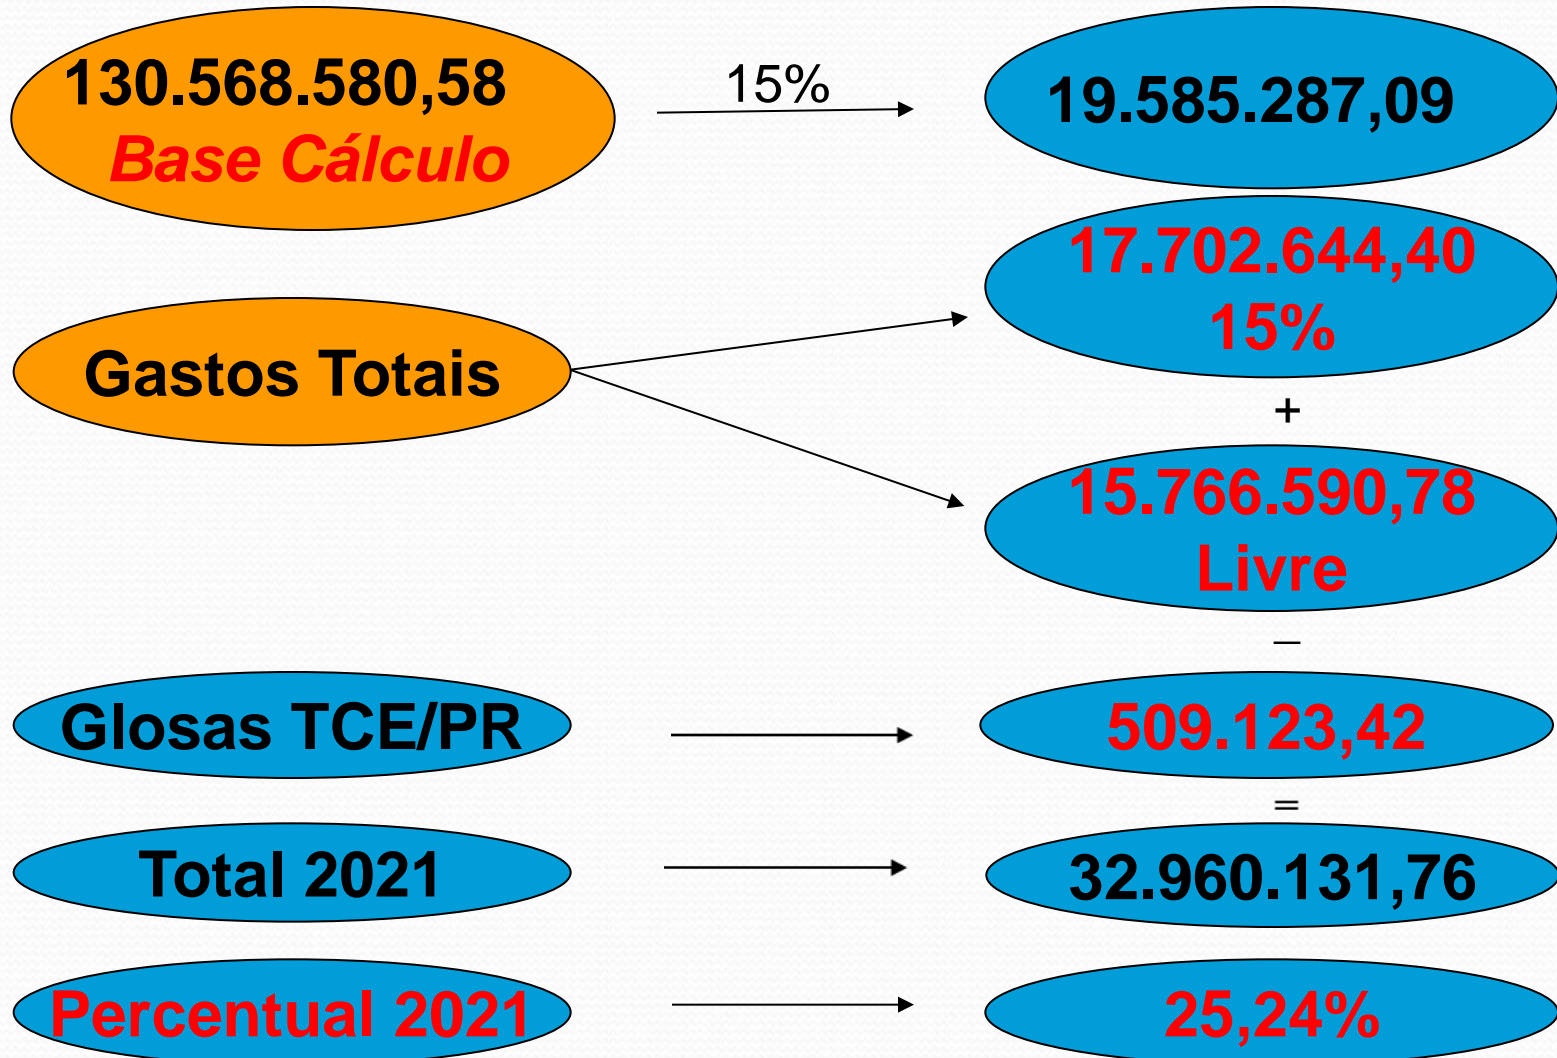 130.568.580,58
Base Cálculo
15%
19.585.287,09
Gastos Totais
17.702.644,40
15%
+
15.766.590,78
Livre
–
Glosas TCE/PR
509.123,42
=
Total 2021
32.960.131,76
Percentual 2021
25,24%